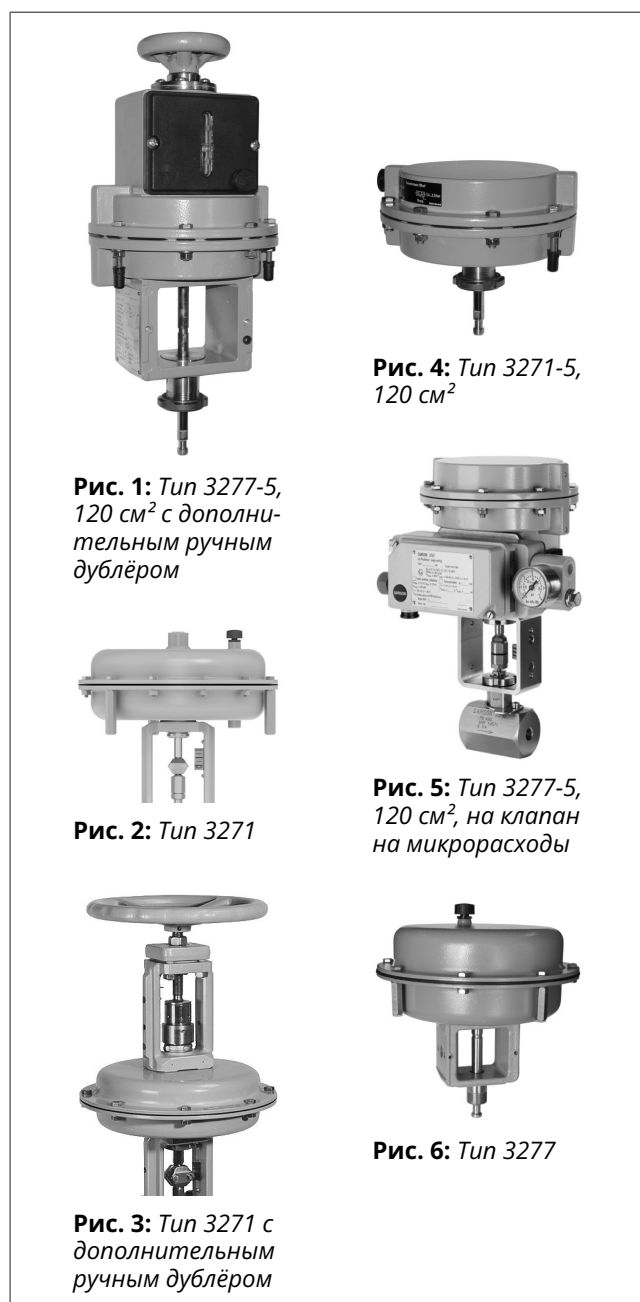 Рис. 1: Тип 3277-5,
120 см² с дополни-
тельным ручным
дублёром
Рис. 2: Тип 3271
Рис. 3: Тип 3271 с
дополнительным
ручным дублёром
Рис. 4: Тип 3271-5,
120 см²
SAMSON
SAMSON
Рис. 5: Тип 3277-5,
120 см², на клапан
на микрорасходы
Рис. 6: Тип 3277